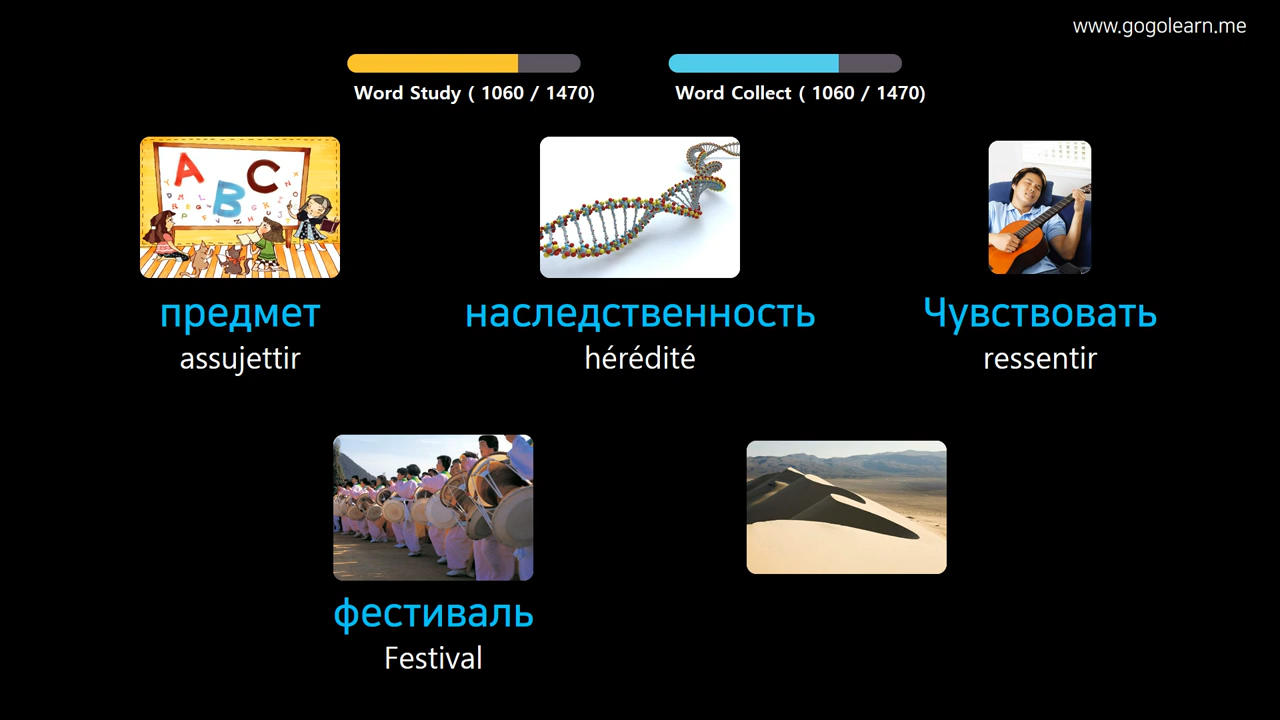 www.gogolearn.me
Word Study ( 1060 / 1470)
Word Collect ( 1060 / 1470)
A B C
предмет
assujettir
наследственность
hérédité
Чувствовать
ressentir
фестиваль
Festival